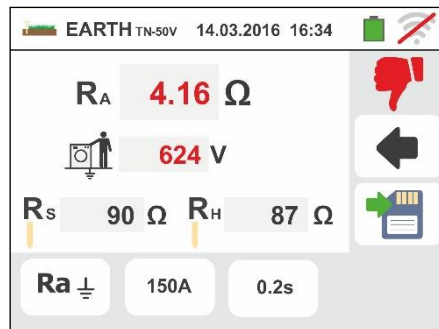 EARTH TN-50V 14.03.2016 16:34
RA 4.16 Ω
624 V
RS 90 Ω RH 87 Ω
Ra 150A 0.2s